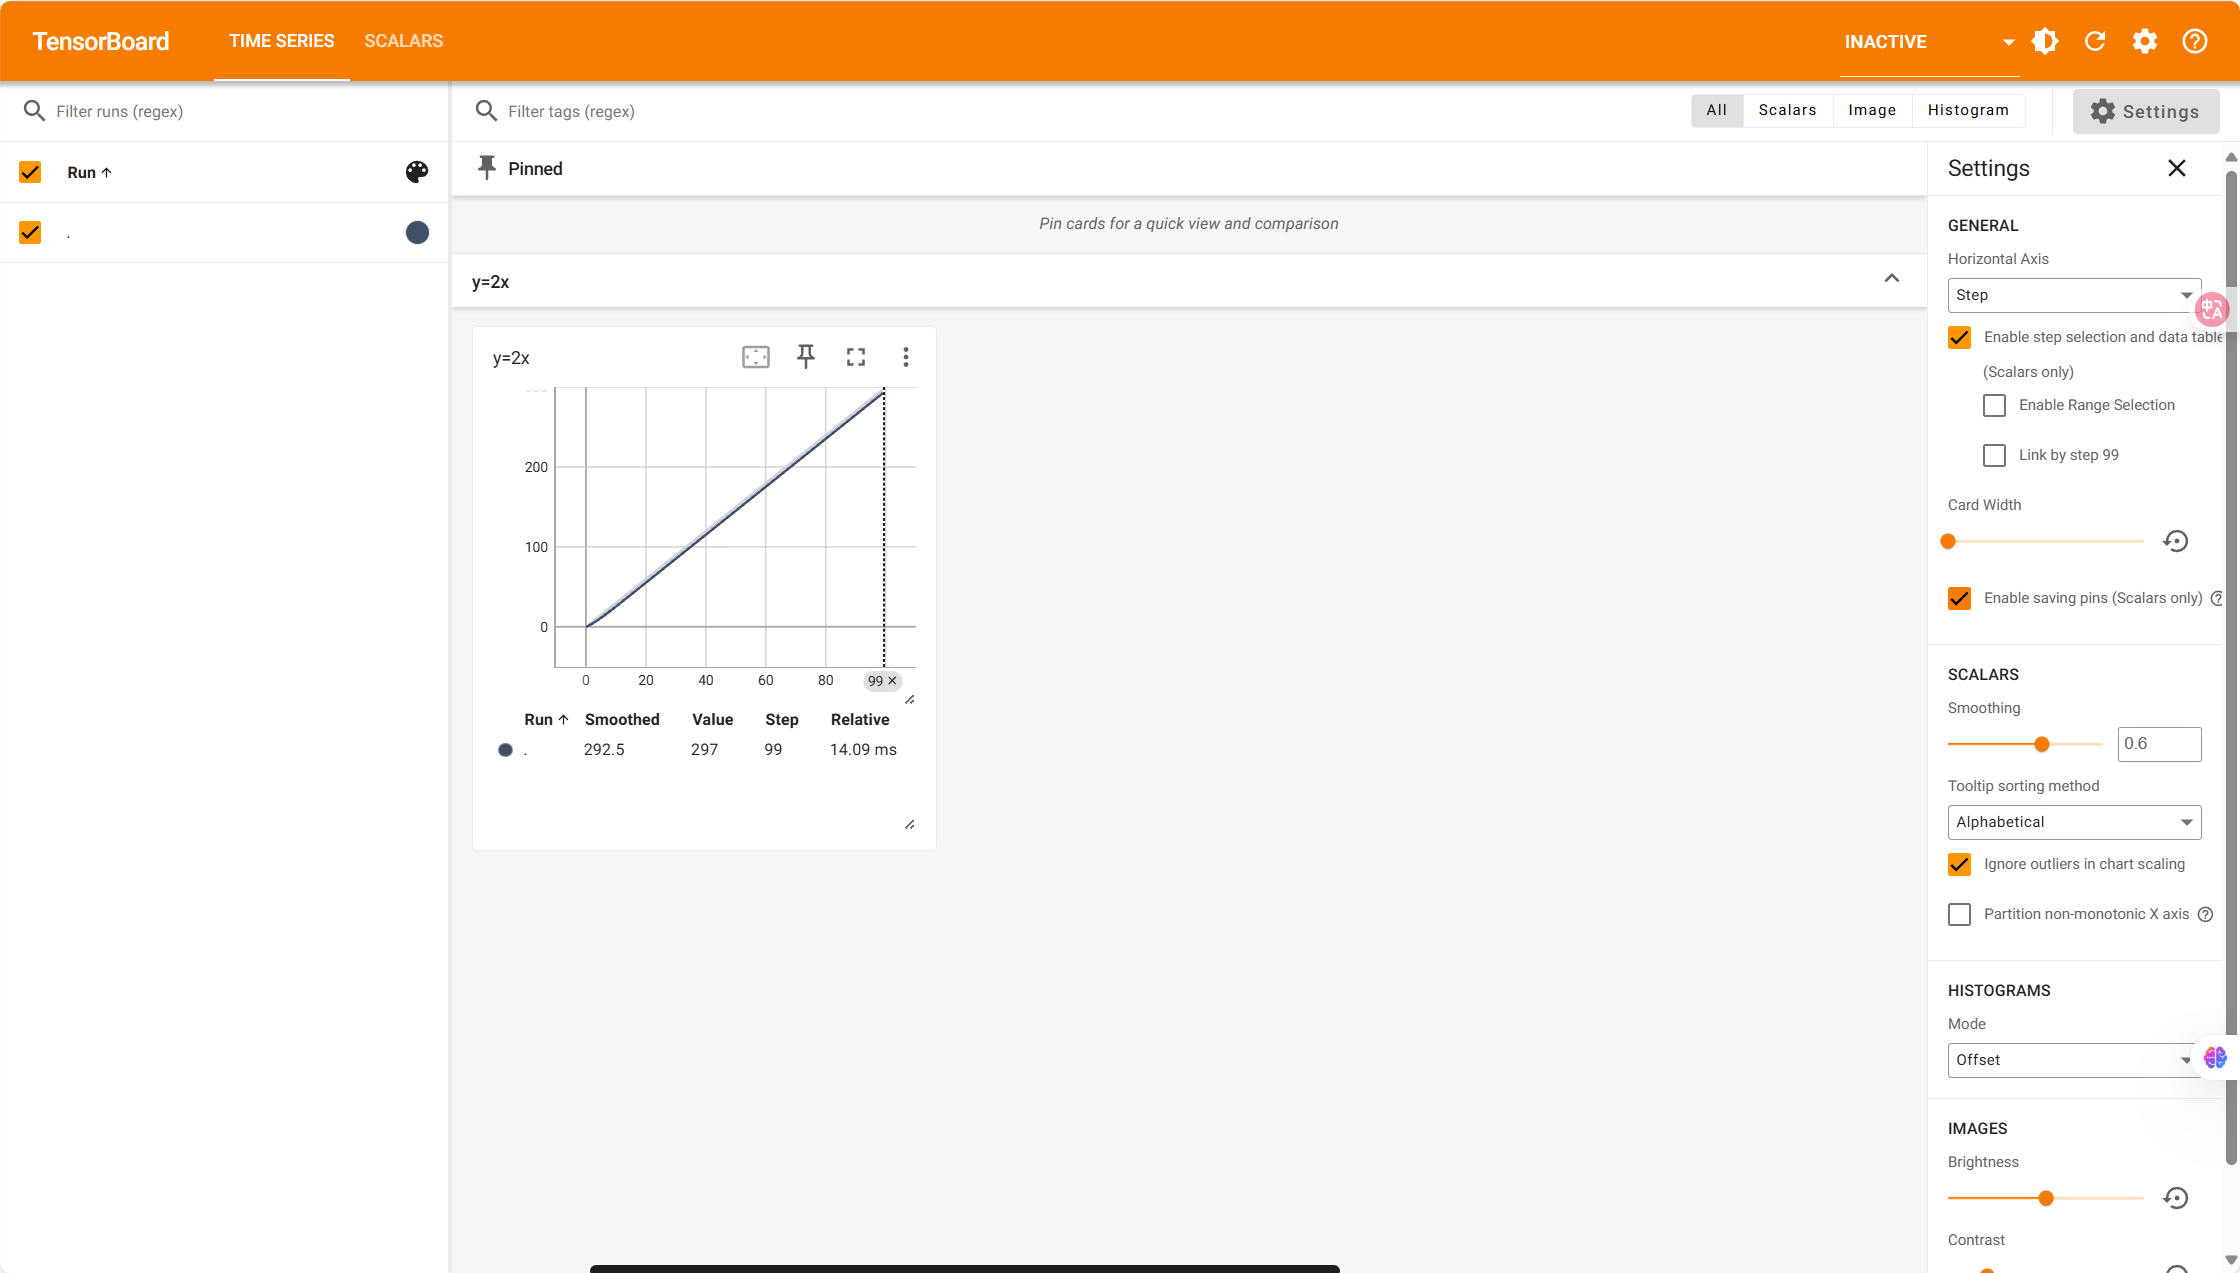 TensorBoard TIME SERIES SCALARS INACTIVE
Filter runs (regex)
Run
.
Filter tags (regex)
All Scalars Image Histogram Settings
Pinned
Pin cards for a quick view and comparison
y=2x
y=2x
200
100
0
0 20 40 60 80 99 ×
Run Smoothed Value Step Relative
. 292.5 297 99 14.09 ms
Settings
GENERAL
Horizontal Axis
Step
中A
Enable step selection and data table
(Scalars only)
Enable Range Selection
Link by step 99
Card Width
Enable saving pins (Scalars only)
SCALARS
Smoothing
0.6
Tooltip sorting method
Alphabetical
Ignore outliers in chart scaling
Partition non-monotonic X axis
HISTOGRAMS
Mode
Offset
IMAGES
Brightness
Contrast